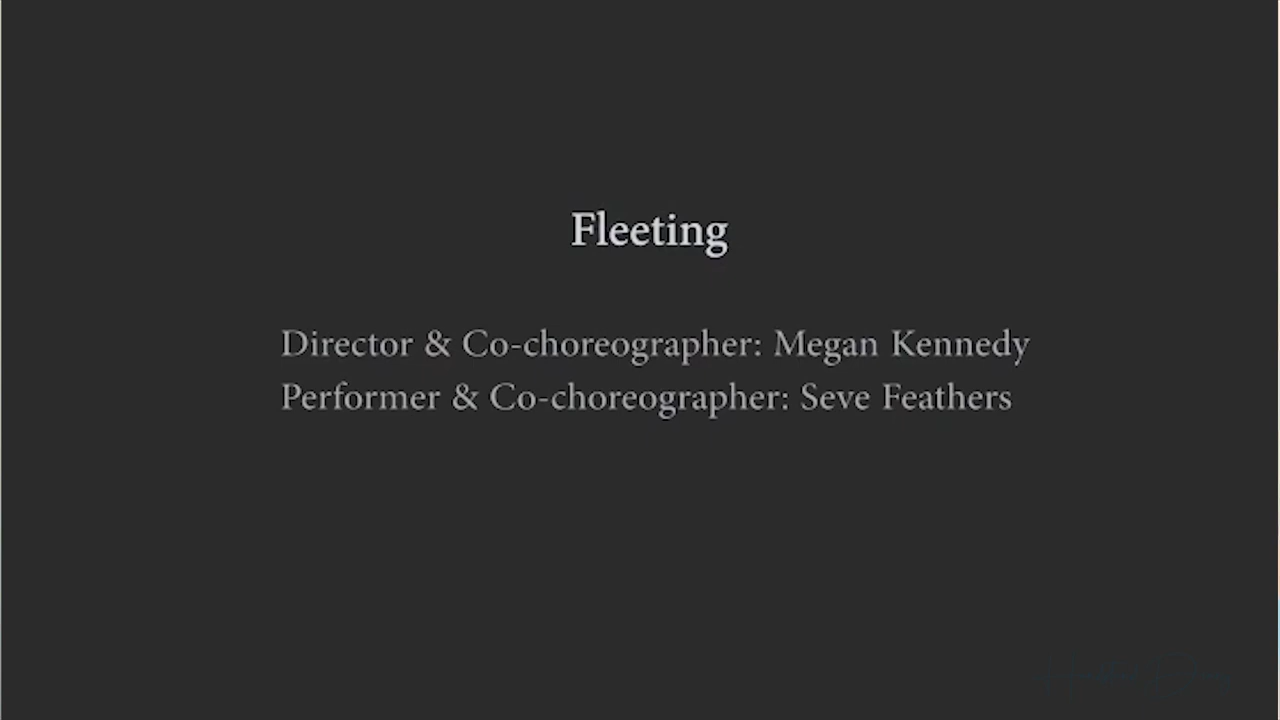 Fleeting
Director & Co-choreographer: Megan Kennedy
Performer & Co-choreographer: Seve Feathers